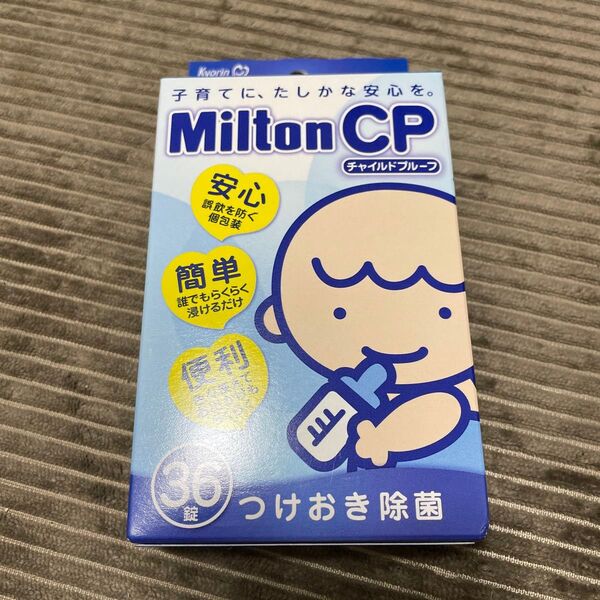 Kyorin
子育てに、たしかな安心を。
Milton CP
チャイルドプルーフ
安心
誤飲を防ぐ
個包装
簡単
誰でもらくらく
浸けるだけ
便利
36
錠
つけおき除菌